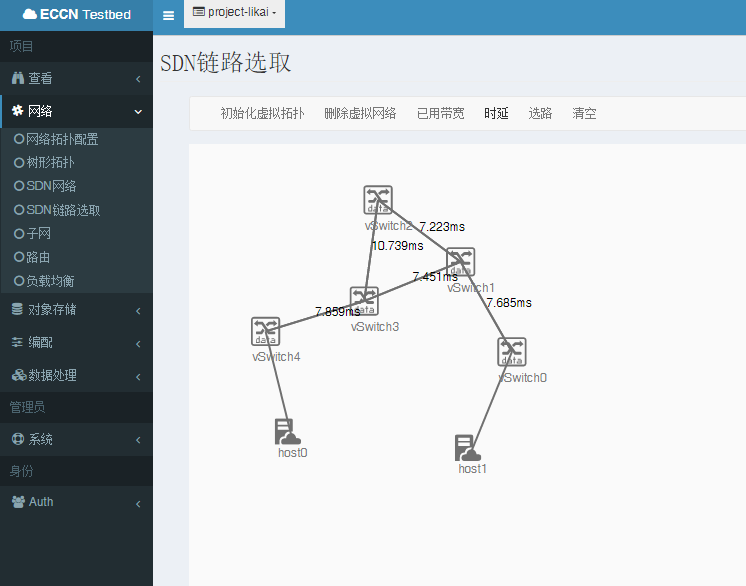 ECCN Testbed
project-likai
项目
查看
网络
网络拓扑配置
树形拓扑
SDN网络
SDN链路选取
子网
路由
负载均衡
对象存储
编配
数据处理
管理员
系统
身份
Auth
SDN链路选取
初始化虚拟拓扑 删除虚拟网络 已用带宽 时延 选路 清空
data
vSwitch2
7.223ms
10.739ms
data
vSwitch1
7.451ms
data
vSwitch3
7.685ms
7.859ms
data
vSwitch4
data
vSwitch0
host0
host1